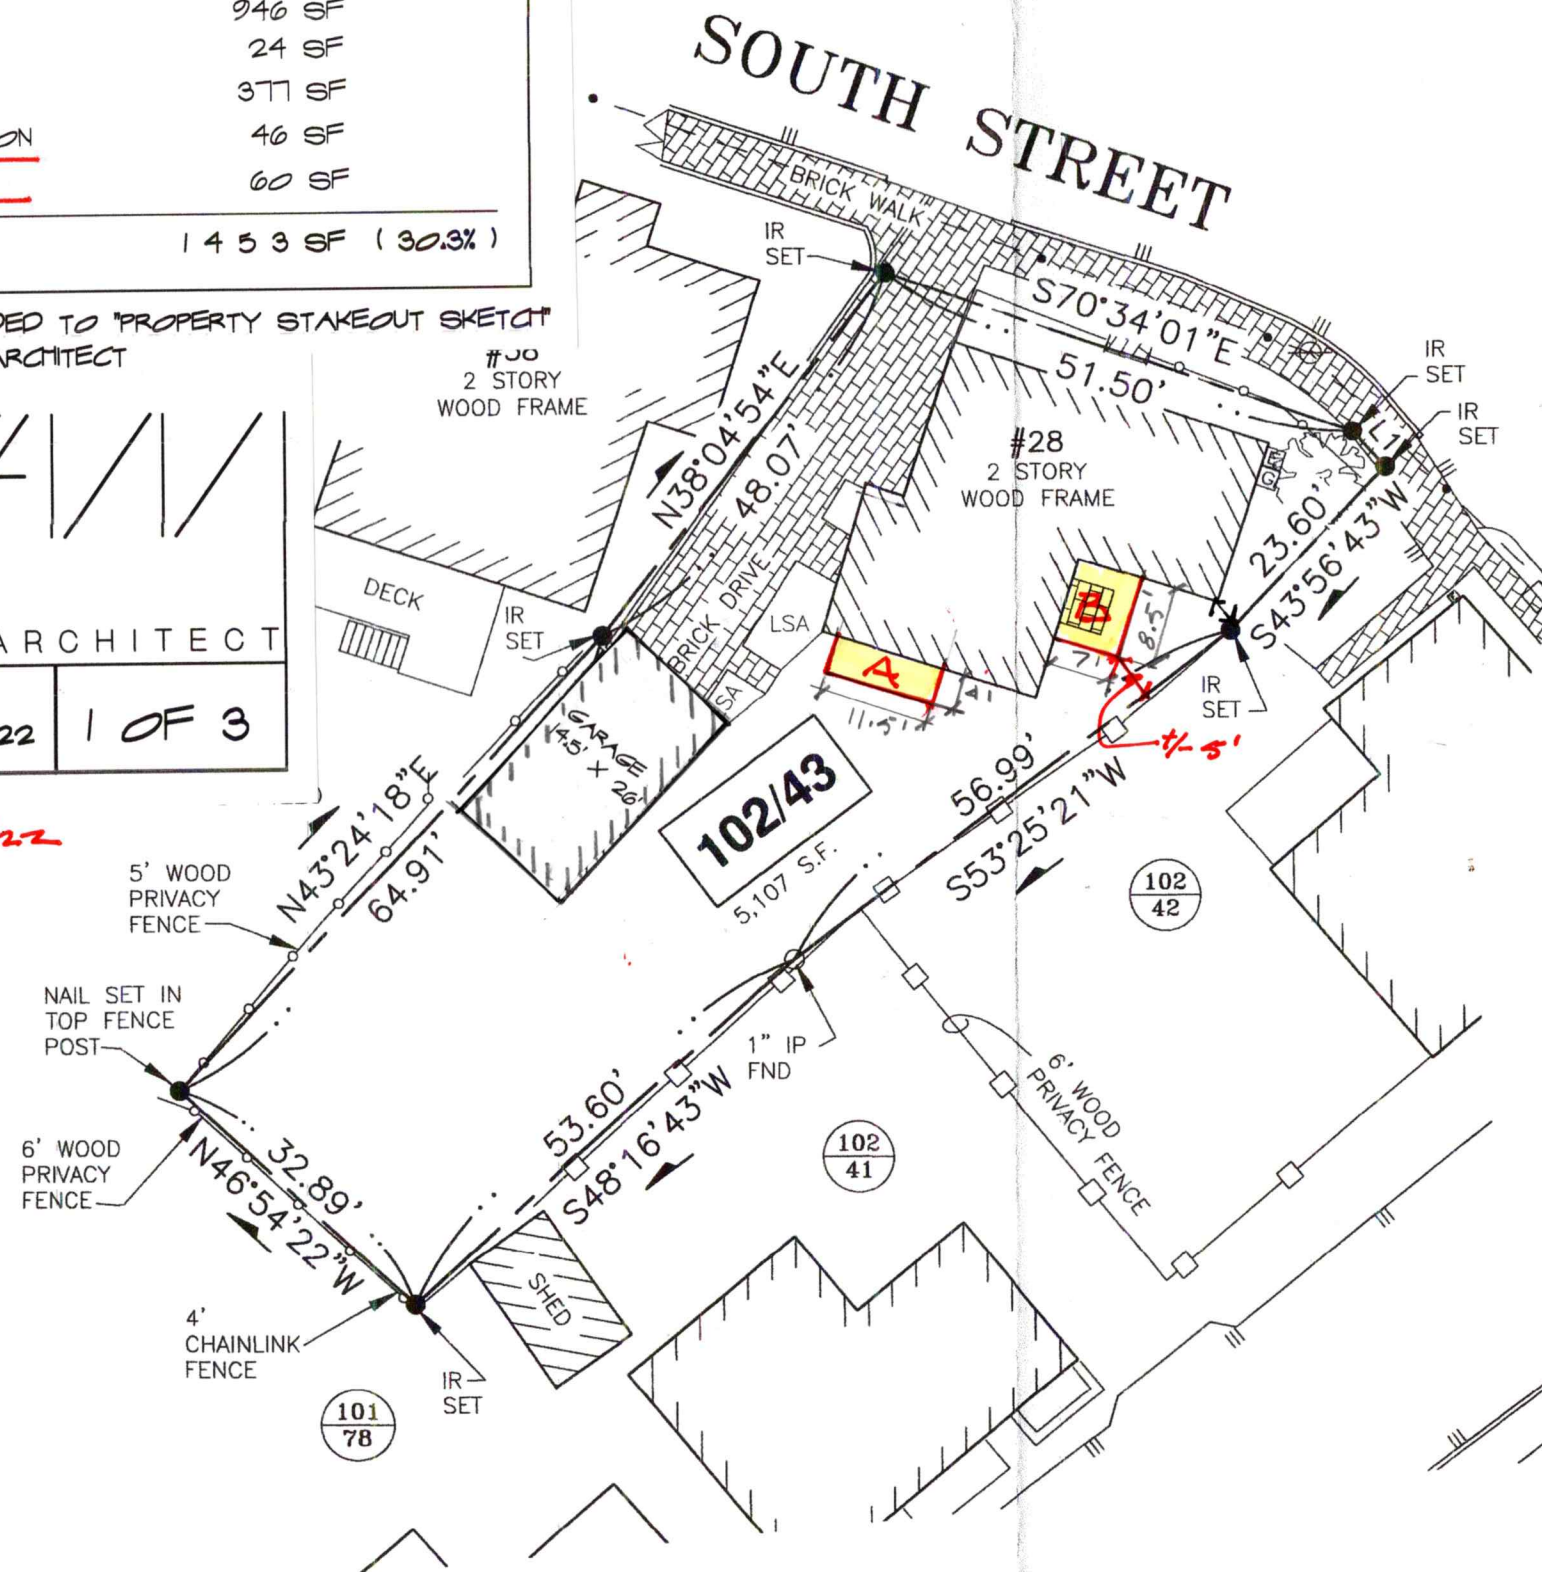 946 SF
24 SF
377 SF
ON
46 SF
60 SF
1453 SF (30.3%)
DED TO "PROPERTY STAKEOUT SKETCH"
ARCHITECT
ARCHITECT
22
1 OF 3
22
SOUTH STREET
BRICK WALK
IR
SET
S70°34'01"E
51.50'
IR
SET
IR
SET
L1
2 STORY
WOOD FRAME
N38°04'54"E
48.07'
#28
2 STORY
WOOD FRAME
E
G
23.60'
S43°56'43"W
DECK
IR
SET
BRICK DRIVE
LSA
A
11.5'
4'
B
8.5'
7'
IR
SET
+/- 5'
SA
GARAGE
14.5' X 26'
102/43
5,107 S.F.
56.99'
S53°25'21"W
102
42
N43°24'18"E
64.91'
5' WOOD
PRIVACY
FENCE
NAIL SET IN
TOP FENCE
POST
1" IP
FND
6' WOOD
PRIVACY FENCE
6' WOOD
PRIVACY
FENCE
32.89'
N46°54'22"W
53.60'
S48°16'43"W
102
41
SHED
4'
CHAINLINK
FENCE
IR
SET
101
78